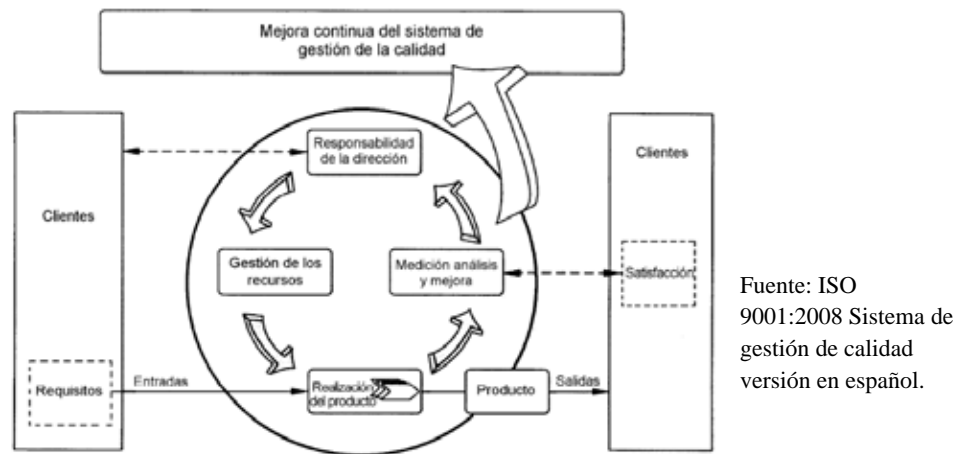 Mejora continua del sistema de
gestión de la calidad
Responsabilidad
de la dirección
Clientes
Clientes
Gestión de los
recursos
Medición análisis
y mejora
Satisfacción
Requisitos
Entradas
Realización
del producto
Producto
Salidas
Fuente: ISO
9001:2008 Sistema de
gestión de calidad
versión en español.